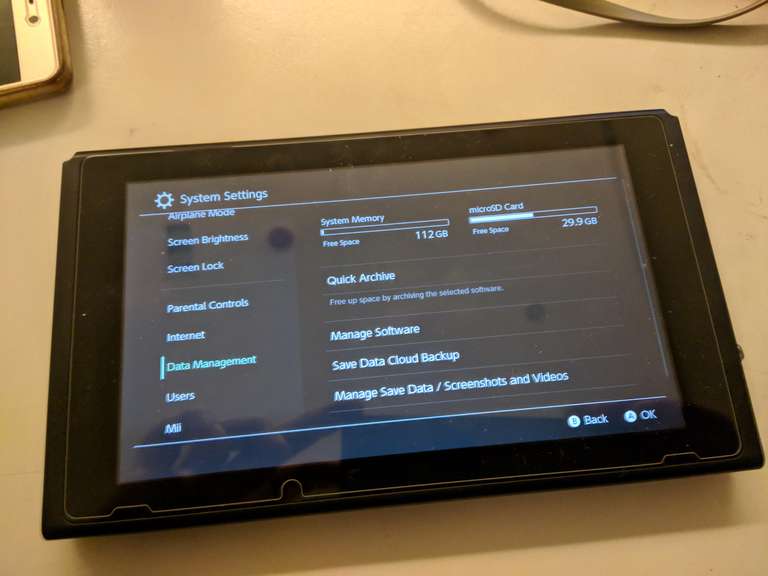 System Settings
Airplane Mode
Screen Brightness
Screen Lock
Parental Controls
Internet
Data Management
Users
Mii
System Memory
Free Space 112 GB
microSD Card
Free Space 29.9 GB
Quick Archive
Free up space by archiving the selected software.
Manage Software
Save Data Cloud Backup
Manage Save Data / Screenshots and Videos
B Back A OK